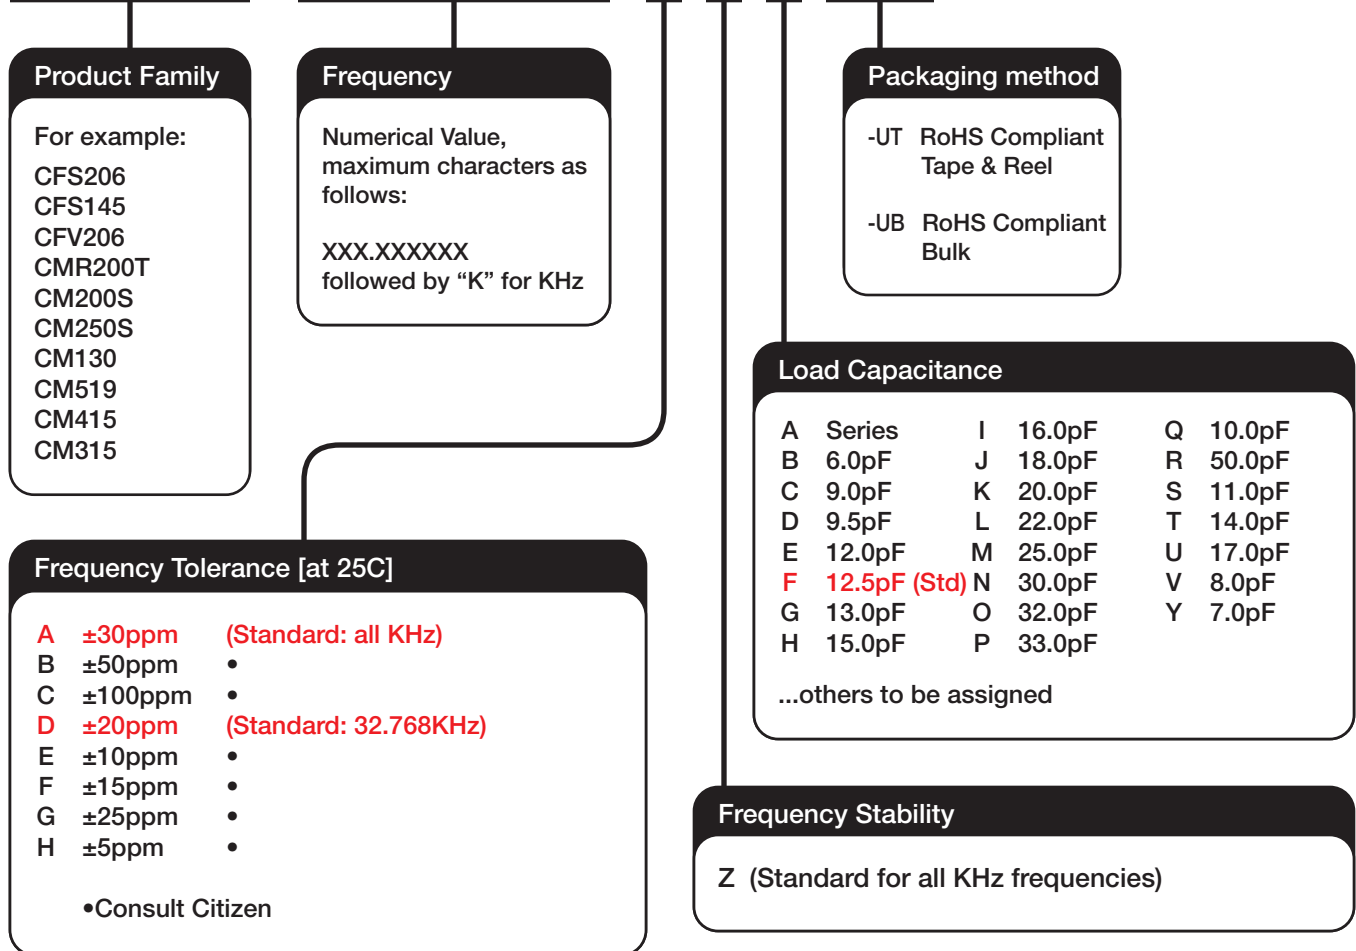 Product Family
For example:
CFS206
CFS145
CFV206
CMR200T
CM200S
CM250S
CM130
CM519
CM415
CM315
Frequency
Numerical Value,
maximum characters as
follows:
XXX.XXXXXX
followed by “K” for KHz
Packaging method
-UT RoHS Compliant
Tape & Reel
-UB RoHS Compliant
Bulk
Load Capacitance
A Series I 16.0pF Q 10.0pF
B 6.0pF J 18.0pF R 50.0pF
C 9.0pF K 20.0pF S 11.0pF
D 9.5pF L 22.0pF T 14.0pF
E 12.0pF M 25.0pF U 17.0pF
F 12.5pF (Std) N 30.0pF V 8.0pF
G 13.0pF O 32.0pF Y 7.0pF
H 15.0pF P 33.0pF
...others to be assigned
Frequency Tolerance [at 25C]
A ±30ppm (Standard: all KHz)
B ±50ppm •
C ±100ppm •
D ±20ppm (Standard: 32.768KHz)
E ±10ppm •
F ±15ppm •
G ±25ppm •
H ±5ppm •
•Consult Citizen
Frequency Stability
Z (Standard for all KHz frequencies)